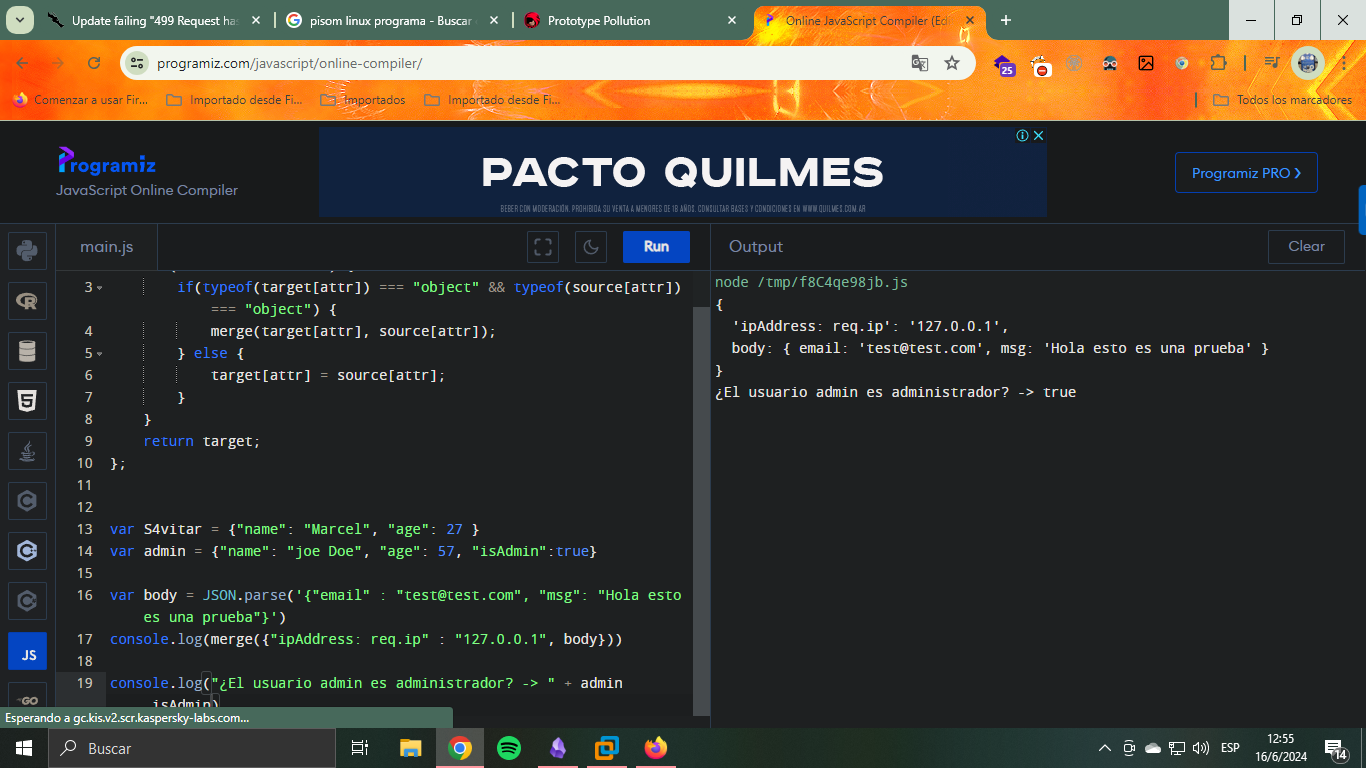 Update failing "499 Request has
pisom linux programa - Buscar
Prototype Pollution
Online JavaScript Compiler (Edi
programiz.com/javascript/online-compiler/
25
Comenzar a usar Fir...
Importado desde Fi...
Importados
Importado desde Fi...
Todos los marcadores
Programiz
JavaScript Online Compiler
PACTO QUILMES
BEBER CON MODERACIÓN. PROHIBIDA SU VENTA A MENORES DE 18 AÑOS. CONSULTAR BASES Y CONDICIONES EN WWW.QUILMES.COM.AR
Programiz PRO ❯
main.js
Run
Output
Clear
3 if(typeof(target[attr]) === "object" && typeof(source[attr])
=== "object") {
4 merge(target[attr], source[attr]);
5 } else {
6 target[attr] = source[attr];
7 }
8 }
9 return target;
10 };
11
12
13 var S4vitar = {"name": "Marcel", "age": 27 }
14 var admin = {"name": "joe Doe", "age": 57, "isAdmin":true}
15
16 var body = JSON.parse('{"email" : "test@test.com", "msg": "Hola esto
es una prueba"}')
17 console.log(merge({"ipAddress: req.ip" : "127.0.0.1", body}))
18
19 console.log("¿El usuario admin es administrador? -> " + admin
isAdmin)
node /tmp/f8C4qe98jb.js
{
'ipAddress: req.ip': '127.0.0.1',
body: { email: 'test@test.com', msg: 'Hola esto es una prueba' }
}
¿El usuario admin es administrador? -> true
JS
GO
Esperando a gc.kis.v2.scr.kaspersky-labs.com...
Buscar
ESP
12:55
16/6/2024
14